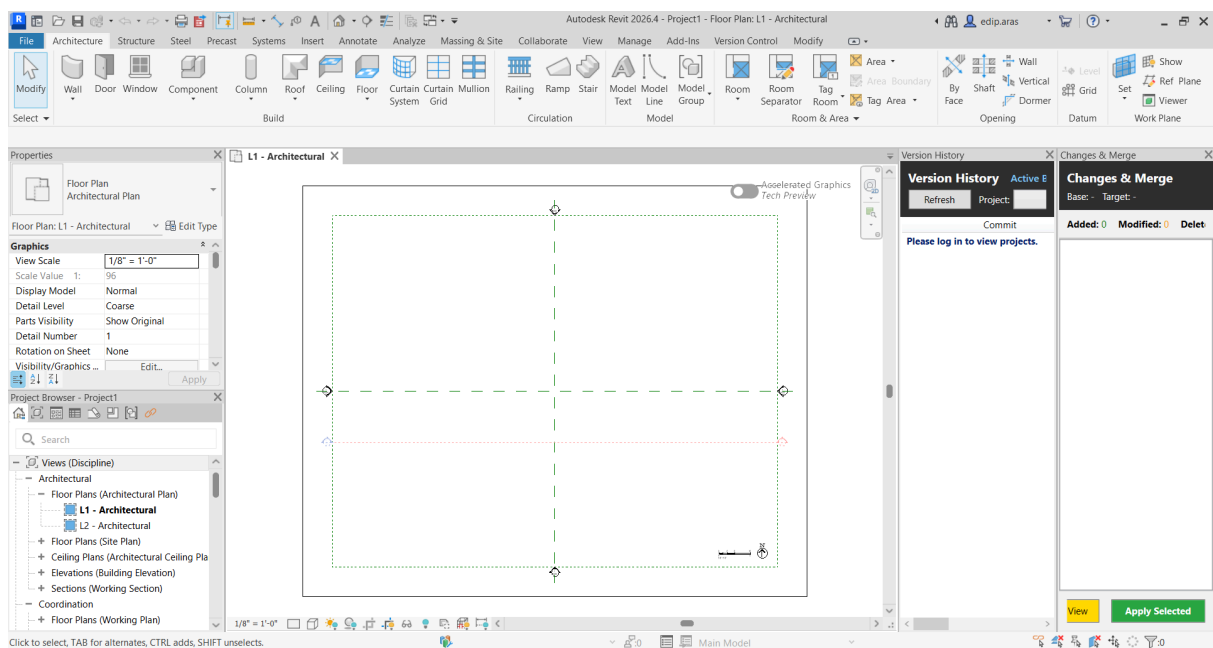 Autodesk Revit 2026.4 - Project1 - Floor Plan: L1 - Architectural
edip.aras
File Architecture Structure Steel Precast Systems Insert Annotate Analyze Massing & Site Collaborate View Manage Add-Ins Version Control Modify
Modify
Wall
Door
Window
Component
Column
Roof
Ceiling
Floor
Curtain System
Curtain Grid
Mullion
Railing
Ramp
Stair
Model Text
Model Line
Model Group
Room
Room Separator
Tag Room
Area
Area Boundary
Tag Area
By Face
Shaft
Wall
Vertical
Dormer
Level
Grid
Set
Show
Ref Plane
Viewer
Select
Build
Circulation
Model
Room & Area
Opening
Datum
Work Plane
Properties
Floor Plan
Architectural Plan
Floor Plan: L1 - Architectural
Edit Type
Graphics
View Scale 1/8" = 1'-0"
Scale Value 1: 96
Display Model Normal
Detail Level Coarse
Parts Visibility Show Original
Detail Number 1
Rotation on Sheet None
Visibility/Graphics ... Edit...
Apply
Project Browser - Project1
Search
Views (Discipline)
Architectural
Floor Plans (Architectural Plan)
L1 - Architectural
L2 - Architectural
Floor Plans (Site Plan)
Ceiling Plans (Architectural Ceiling Pla
Elevations (Building Elevation)
Sections (Working Section)
Coordination
Floor Plans (Working Plan)
L1 - Architectural
Accelerated Graphics
Tech Preview
N
1/8" = 1'-0"
Version History
Version History Active B
Refresh Project:
Commit
Please log in to view projects.
Changes & Merge
Changes & Merge
Base: - Target: -
Added: 0 Modified: 0 Delet
View
Apply Selected
Click to select, TAB for alternates, CTRL adds, SHIFT unselects.
:0
Main Model
:0